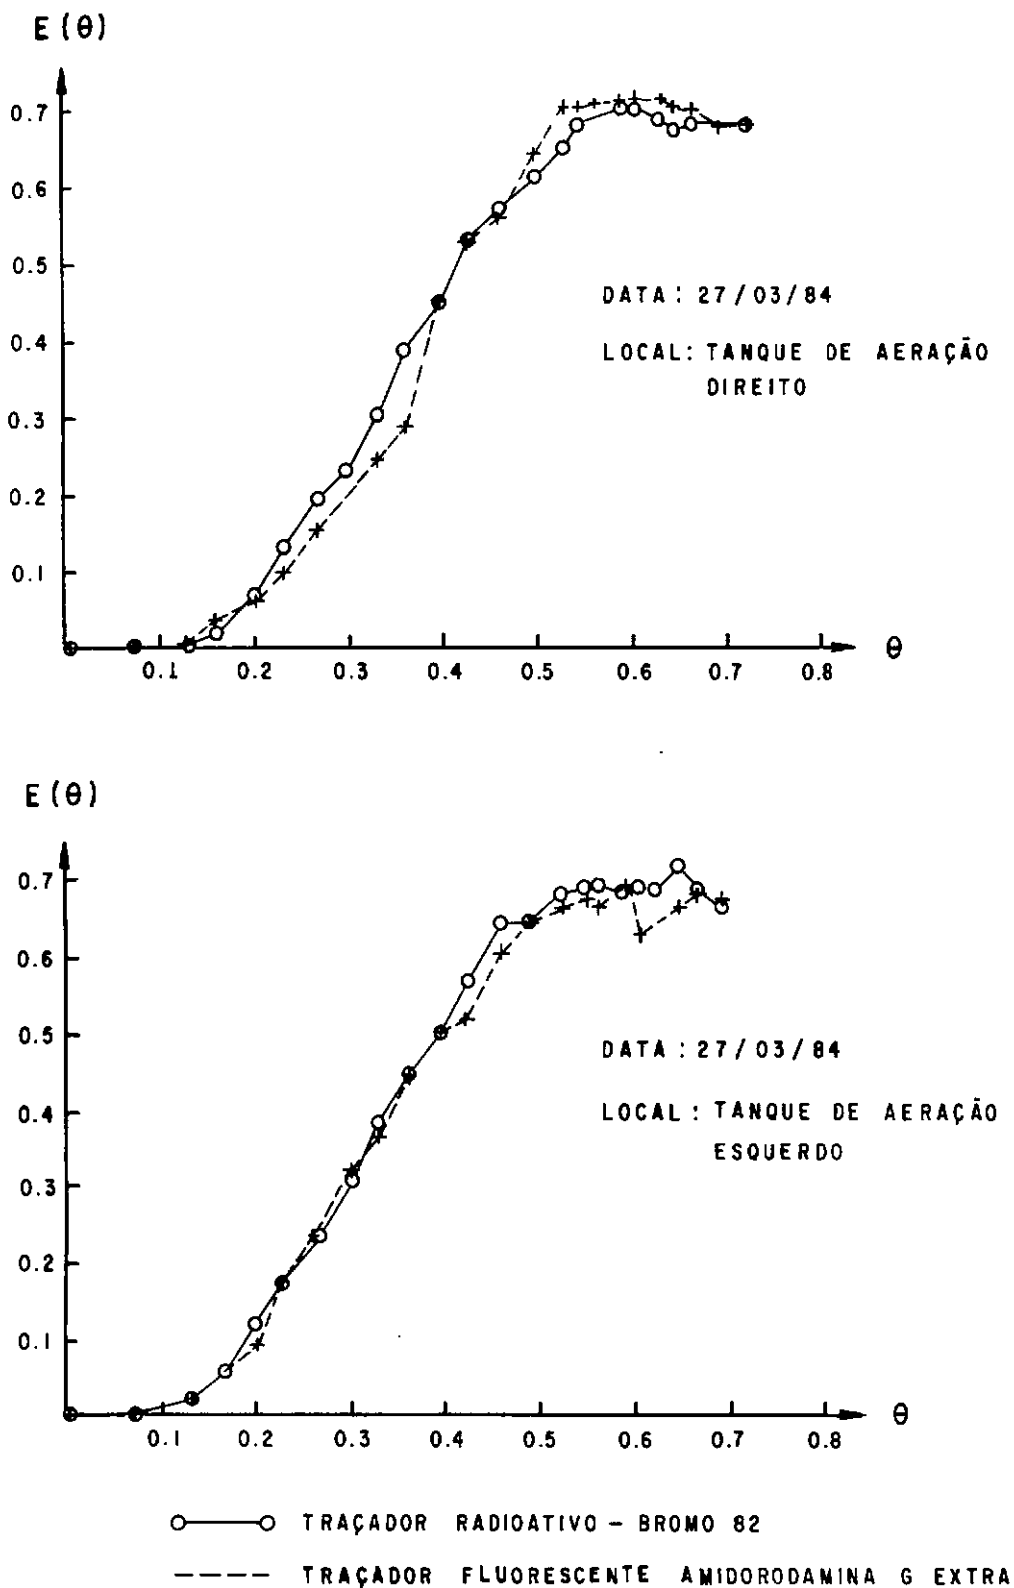 E(θ)
0.7
0.6
0.5
0.4
0.3
0.2
0.1
DATA: 27/03/84
LOCAL: TANQUE DE AERAÇÃO
DIREITO
0.1 0.2 0.3 0.4 0.5 0.6 0.7 0.8 θ
E(θ)
0.7
0.6
0.5
0.4
0.3
0.2
0.1
DATA: 27/03/84
LOCAL: TANQUE DE AERAÇÃO
ESQUERDO
0.1 0.2 0.3 0.4 0.5 0.6 0.7 0.8 θ
TRAÇADOR RADIOATIVO – BROMO 82
TRAÇADOR FLUORESCENTE AMIDORODAMINA G EXTRA